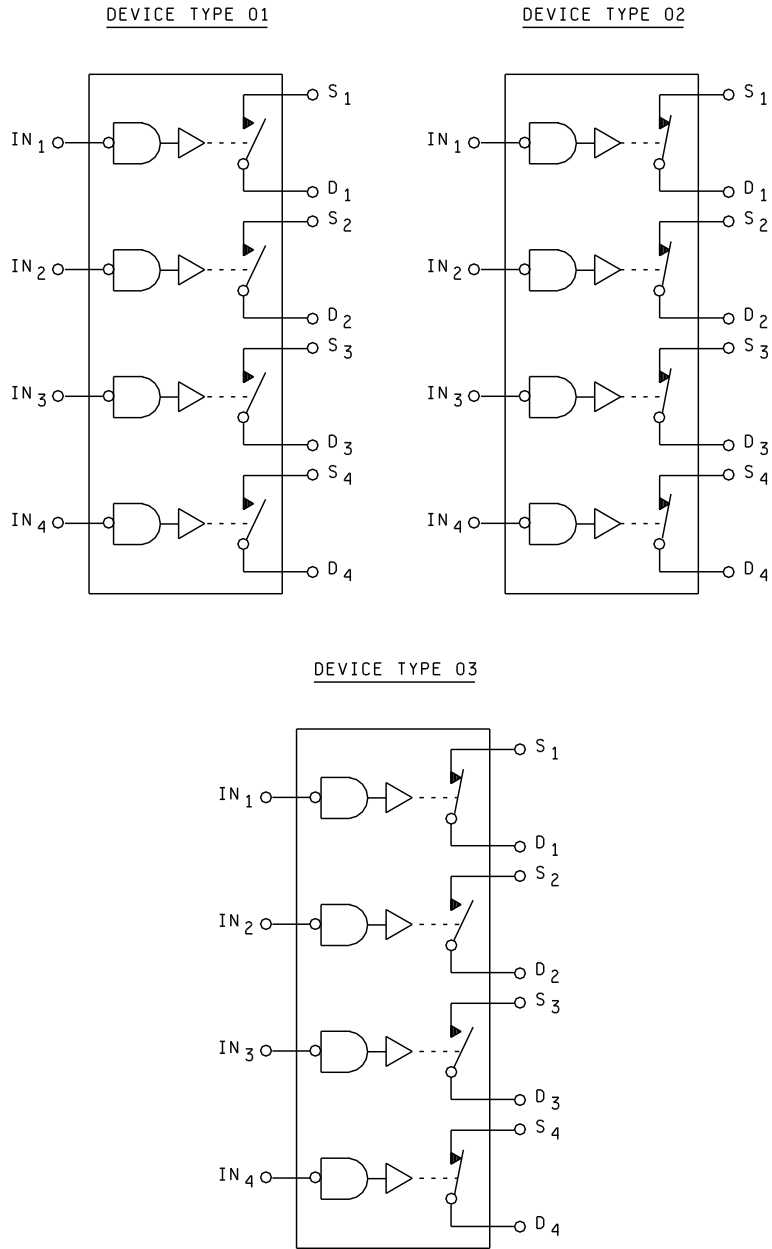 DEVICE TYPE 01
S1
IN1
D1
S2
IN2
D2
S3
IN3
D3
S4
IN4
D4
DEVICE TYPE 02
S1
IN1
D1
S2
IN2
D2
S3
IN3
D3
S4
IN4
D4
DEVICE TYPE 03
S1
IN1
D1
S2
IN2
D2
S3
IN3
D3
S4
IN4
D4